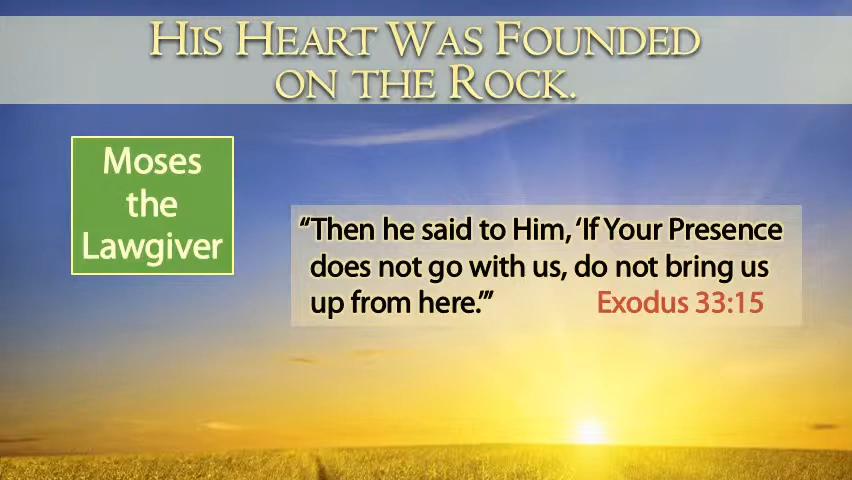 HIS HEART WAS FOUNDED
ON THE ROCK.
Moses
the
Lawgiver
“Then he said to Him, ‘If Your Presence
does not go with us, do not bring us
up from here.’” Exodus 33:15